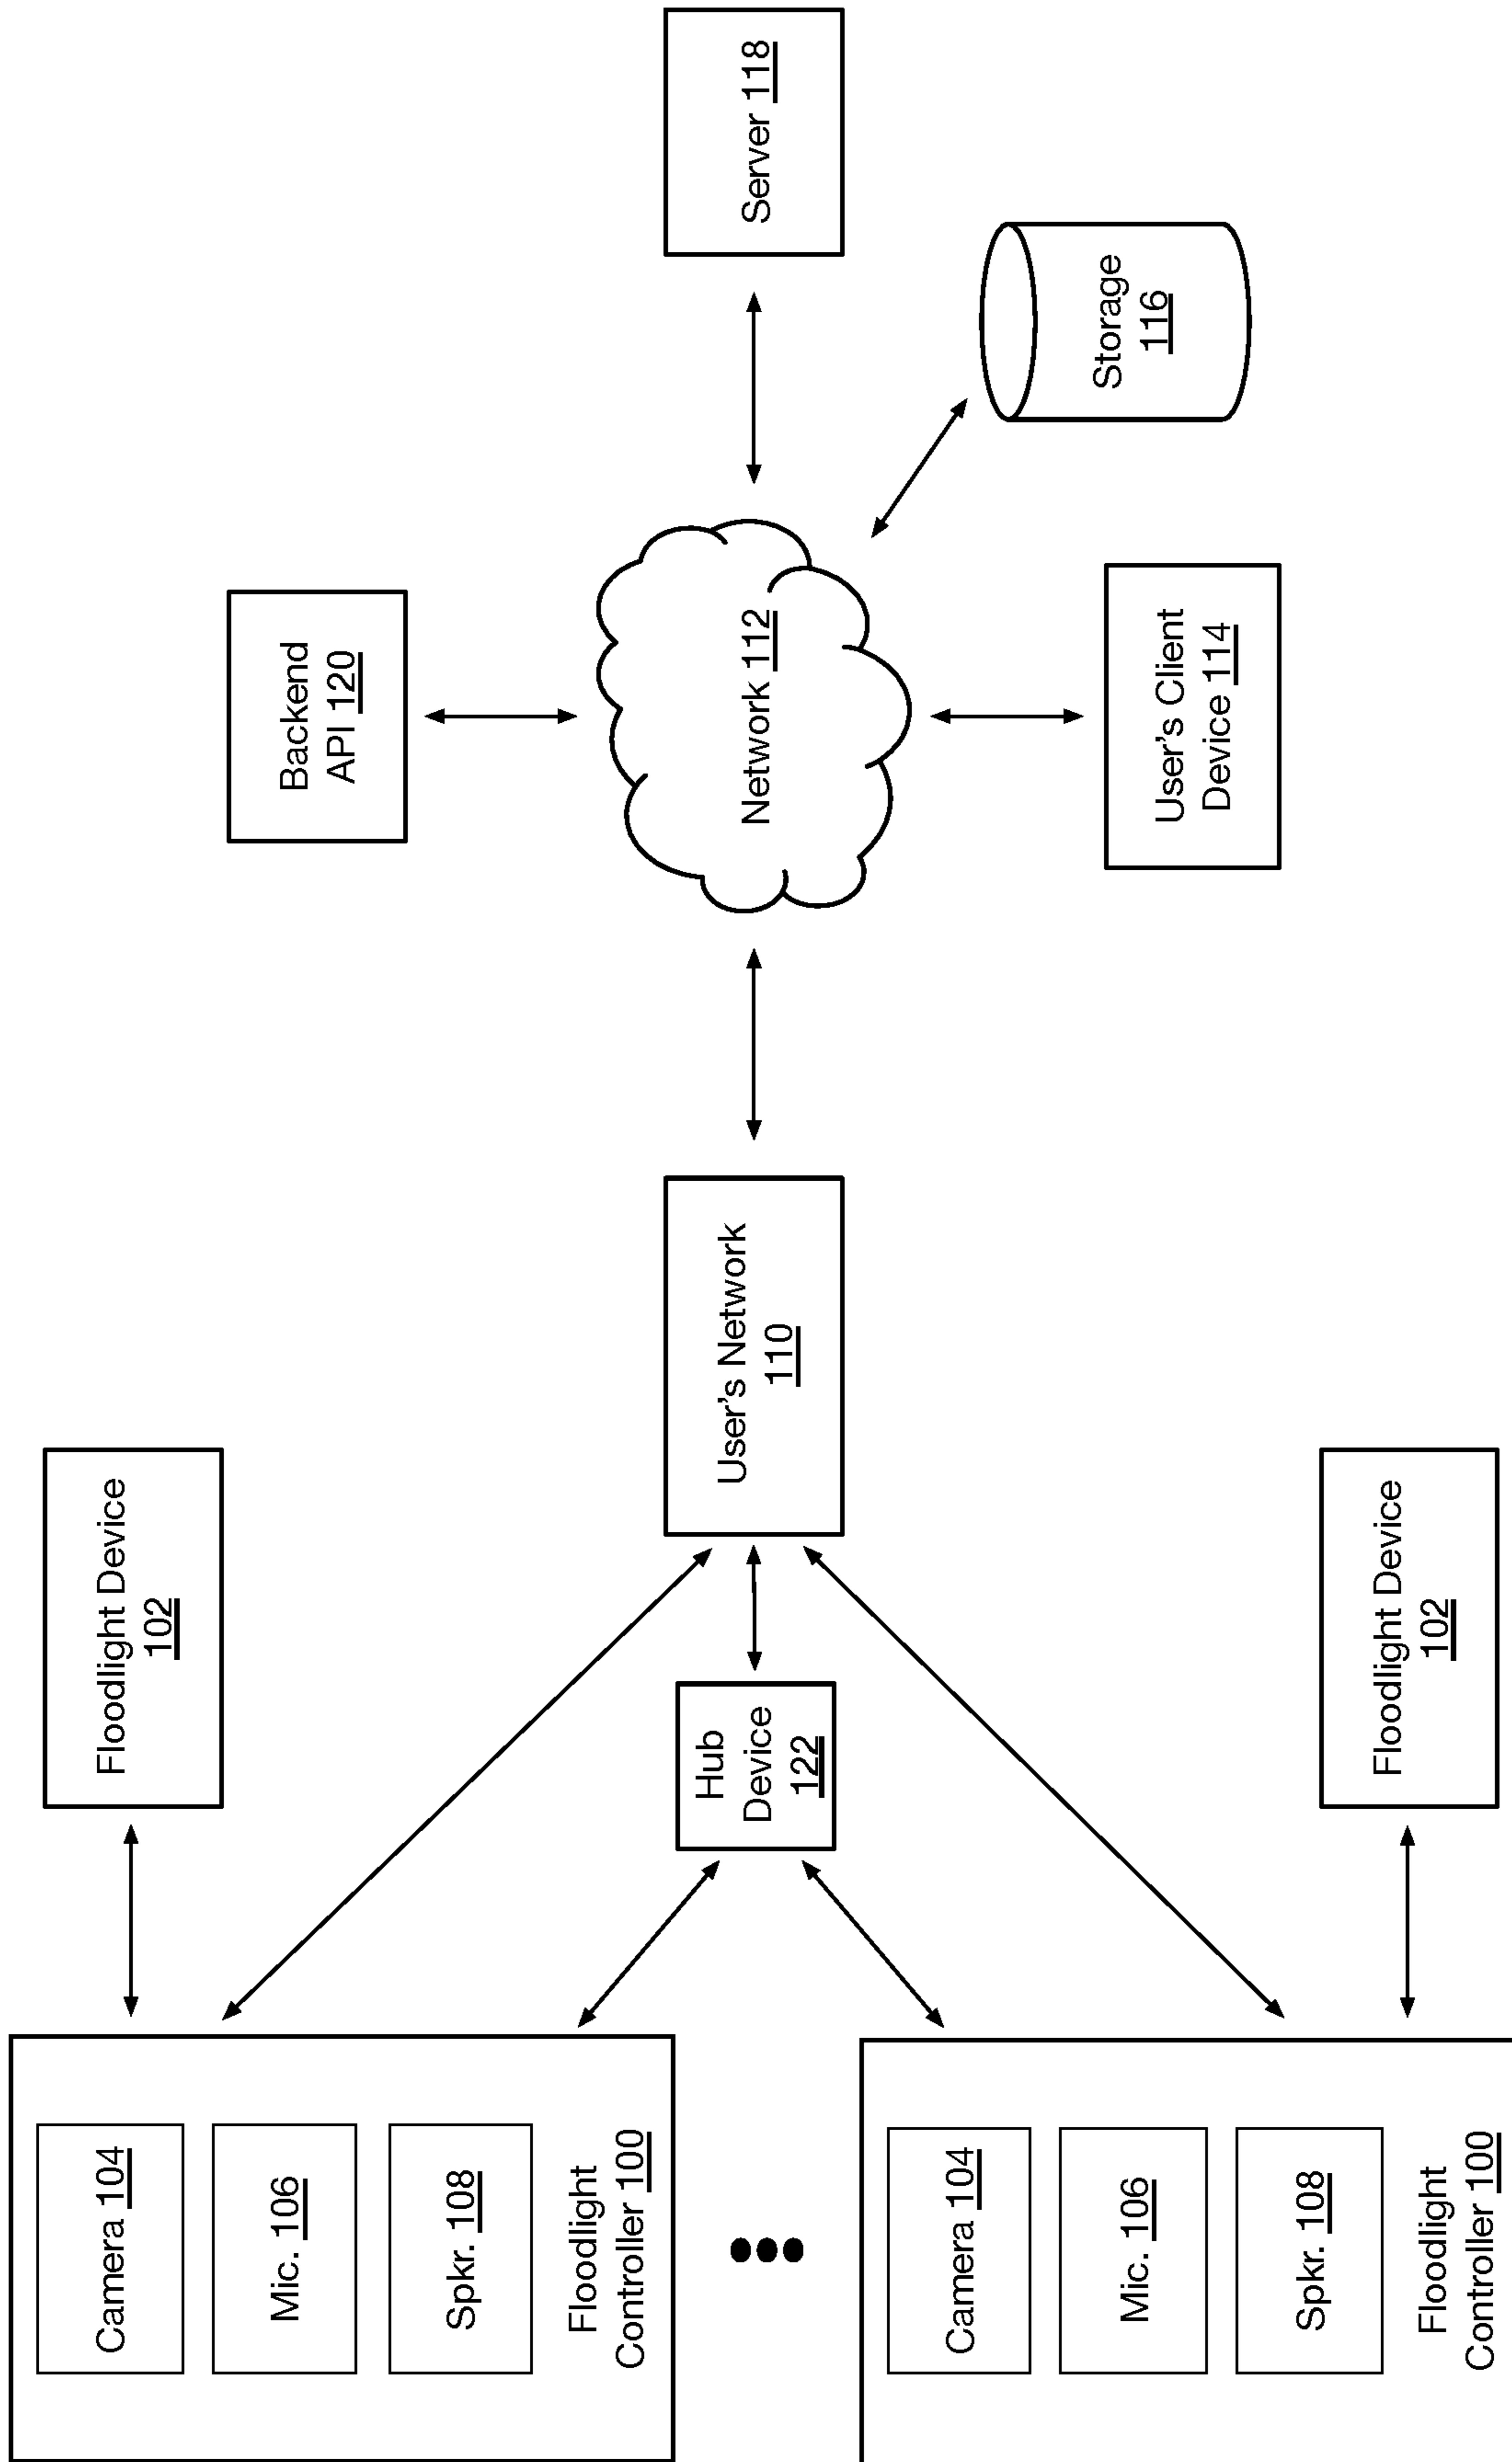 Camera 104
Mic. 106
Spkr. 108
Floodlight
Controller 100
Floodlight Device
102
Camera 104
Mic. 106
Spkr. 108
Floodlight
Controller 100
Floodlight Device
102
Hub
Device
122
User's Network
110
Backend
API 120
Network 112
User's Client
Device 114
Server 118
Storage
116